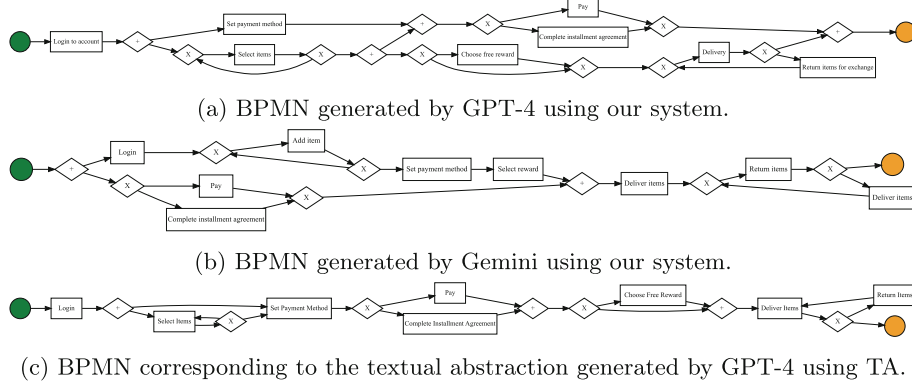 Set payment method
Pay
Login to account
+
+
X
X
Complete installment agreement
+
X
Select items
X
+
X
Choose free reward
X
X
Delivery
X
Return items for exchange
(a) BPMN generated by GPT-4 using our system.
Login
X
Add item
+
X
Set payment method
Select reward
X
Pay
X
+
Deliver items
X
Return items
X
Complete installment agreement
Deliver items
(b) BPMN generated by Gemini using our system.
Login
+
Select Items
X
Set Payment Method
X
Pay
Complete Installment Agreement
+
X
Choose Free Reward
+
Deliver Items
X
Return Items
(c) BPMN corresponding to the textual abstraction generated by GPT-4 using TA.